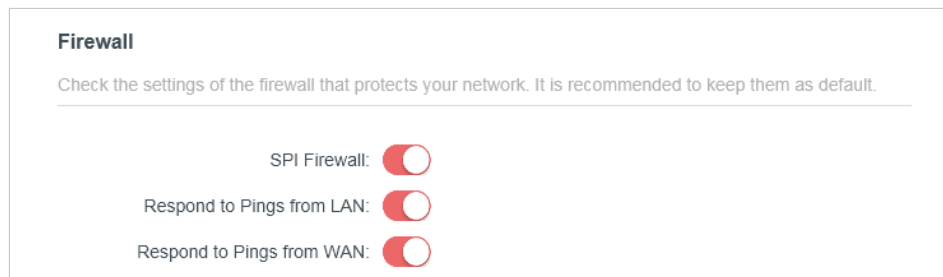 Firewall
Check the settings of the firewall that protects your network. It is recommended to keep them as default.
SPI Firewall:
Respond to Pings from LAN:
Respond to Pings from WAN: